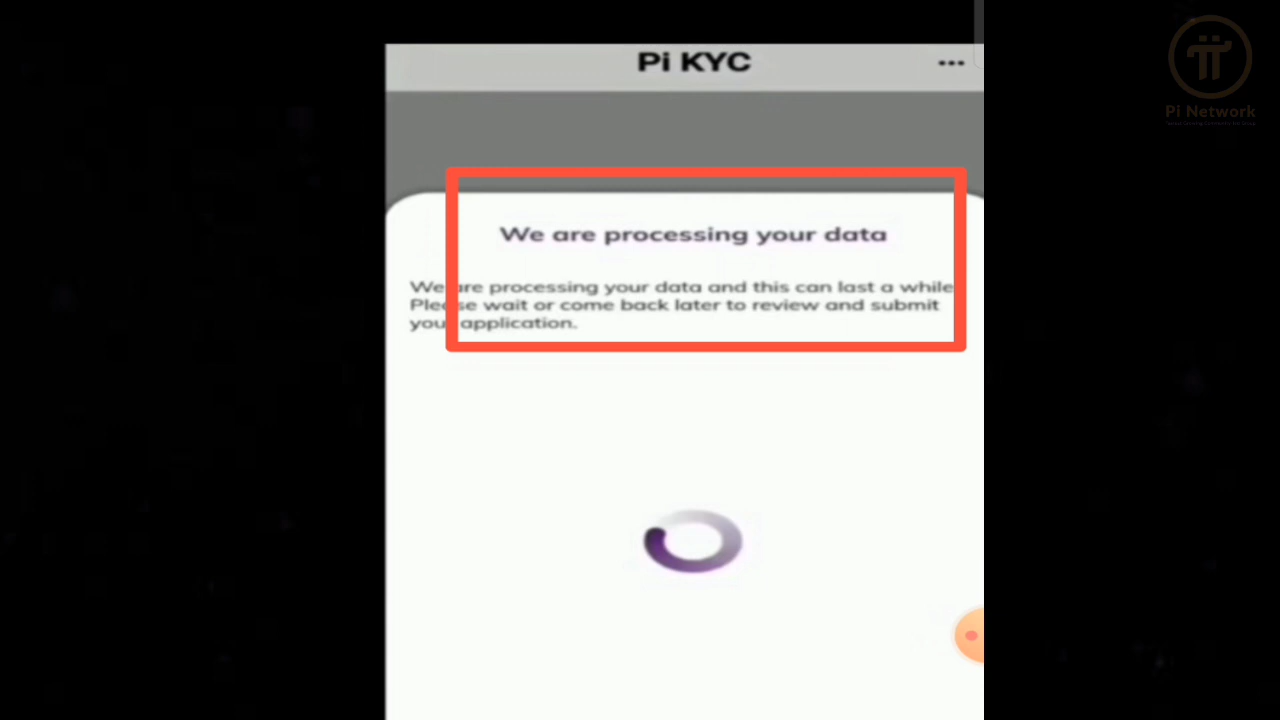 Pi KYC
Pi Network
We are processing your data
We are processing your data and this can last a while
Please wait or come back later to review and submit
your application.